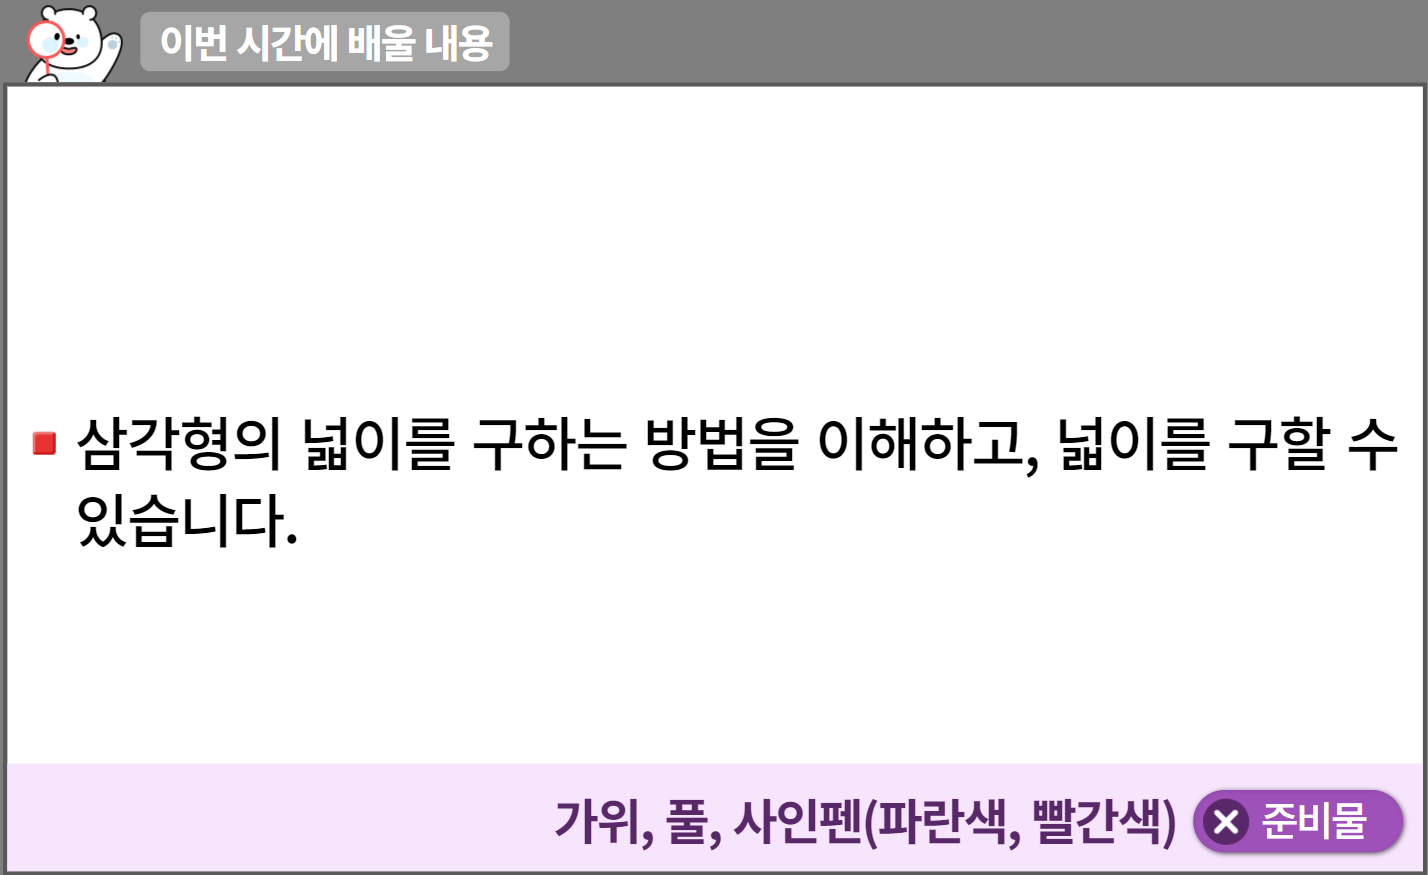 이번 시간에 배울 내용
삼각형의 넓이를 구하는 방법을 이해하고, 넓이를 구할 수
있습니다.
가위, 풀, 사인펜(파란색, 빨간색) 준비물